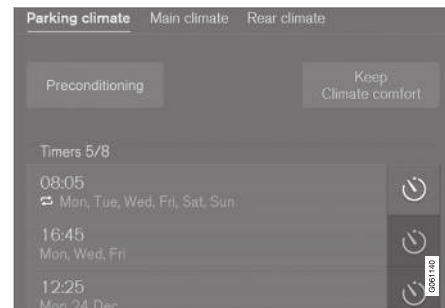 Parking climate Main climate Rear climate
Preconditioning
Keep
Climate comfort
Timers 5/8
08:05
Mon, Tue, Wed, Fri, Sat, Sun
16:45
Mon, Wed, Fri
12:25
Mon 24 Dec
G061140